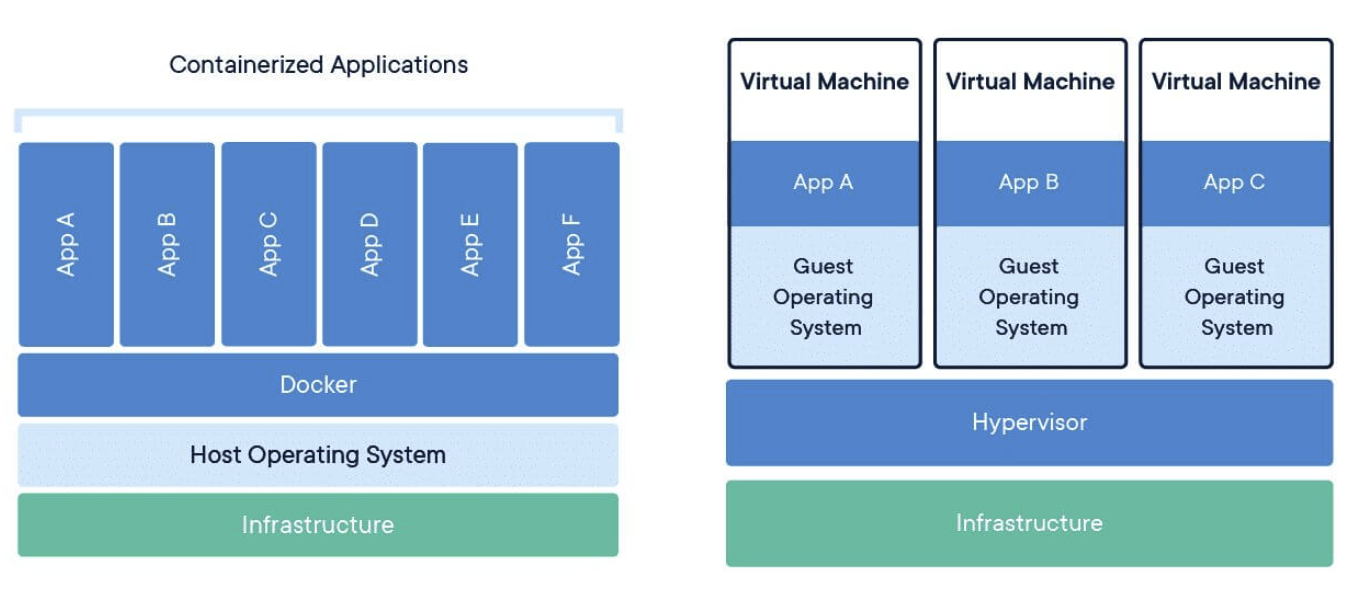 Containerized Applications
App A
App B
App C
App D
App E
App F
Docker
Host Operating System
Infrastructure
Virtual Machine
App A
Guest
Operating
System
Virtual Machine
App B
Guest
Operating
System
Virtual Machine
App C
Guest
Operating
System
Hypervisor
Infrastructure